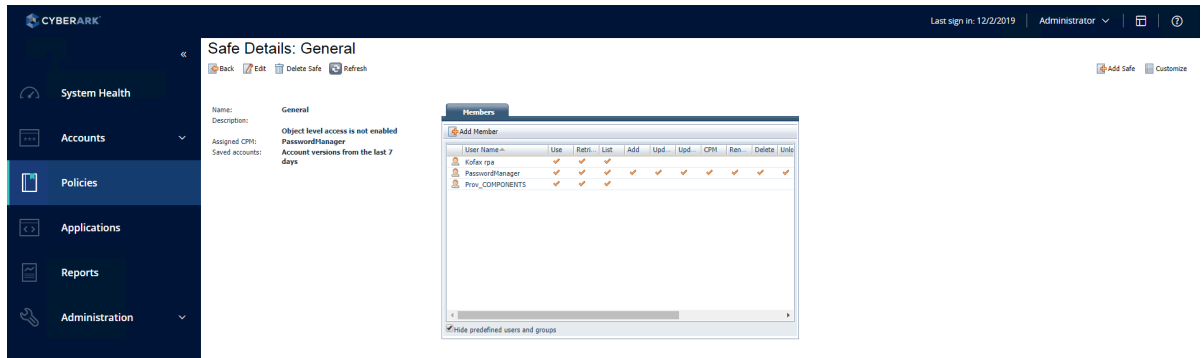 CYBERARK
Last sign in: 12/2/2019
Administrator
«
System Health
Accounts
Policies
Applications
Reports
Administration
Safe Details: General
Back Edit Delete Safe Refresh
Add Safe Customize
Name: General
Description:
Object level access is not enabled
Assigned CPM: PasswordManager
Saved accounts: Account versions from the last 7
days
Members
Add Member
User Name Use Retri... List Add Upd... Upd... CPM Ren... Delete Unlo
Kofax rpa
PasswordManager
Prov_COMPONENTS
Hide predefined users and groups